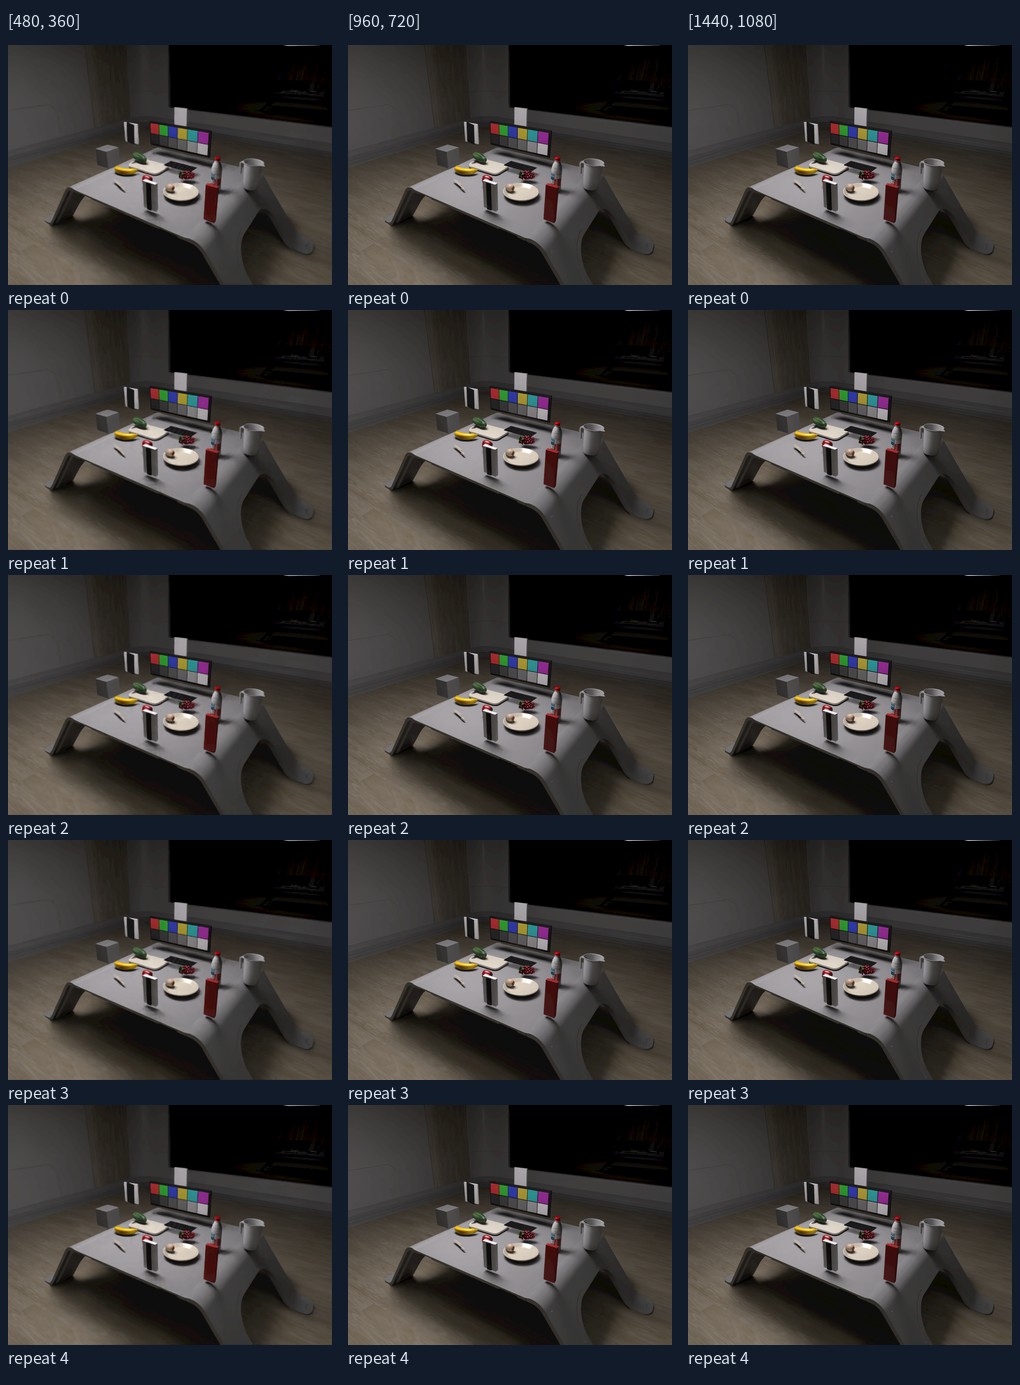 [480, 360] [960, 720] [1440, 1080]
repeat 0 repeat 0 repeat 0
repeat 1 repeat 1 repeat 1
repeat 2 repeat 2 repeat 2
repeat 3 repeat 3 repeat 3
repeat 4 repeat 4 repeat 4